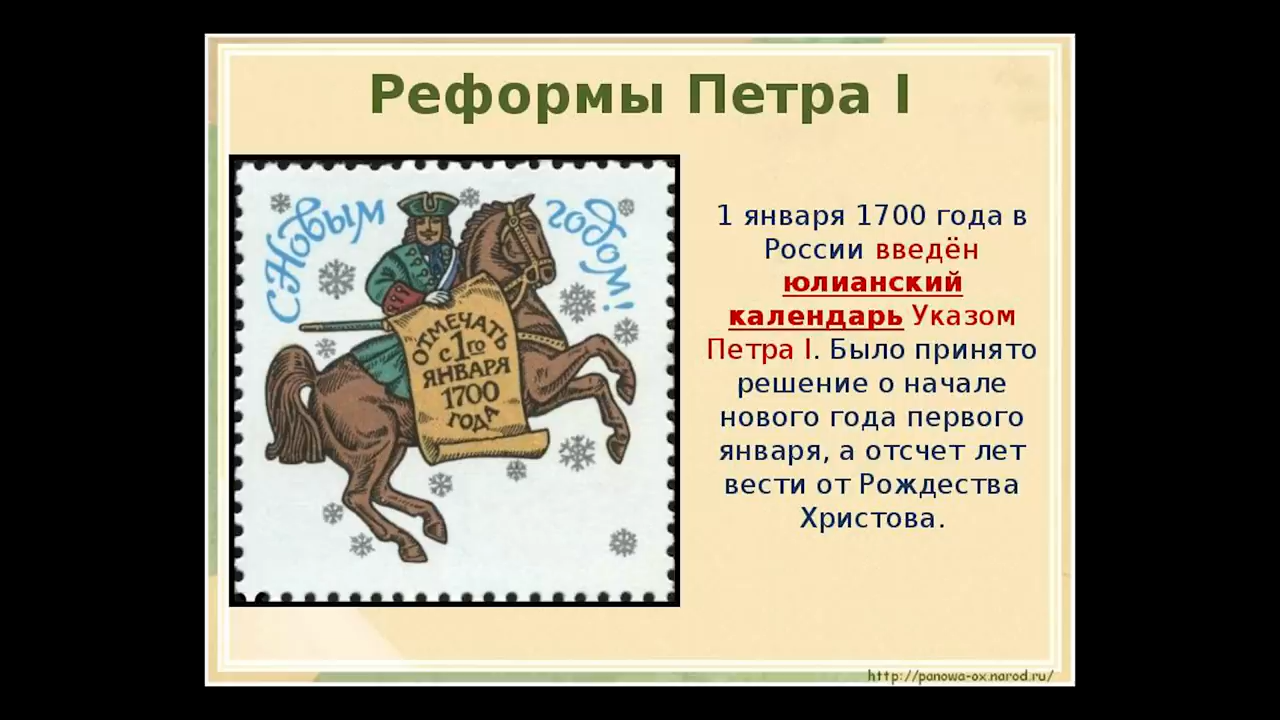 Реформы Петра I
С Новым годом!
ОТМЕЧАТЬ
с 1го
ЯНВАРЯ
1700
ГОДА
1 января 1700 года в
России введён
юлианский
календарь Указом
Петра I. Было принято
решение о начале
нового года первого
января, а отсчет лет
вести от Рождества
Христова.
http://panowa-ox.narod.ru/